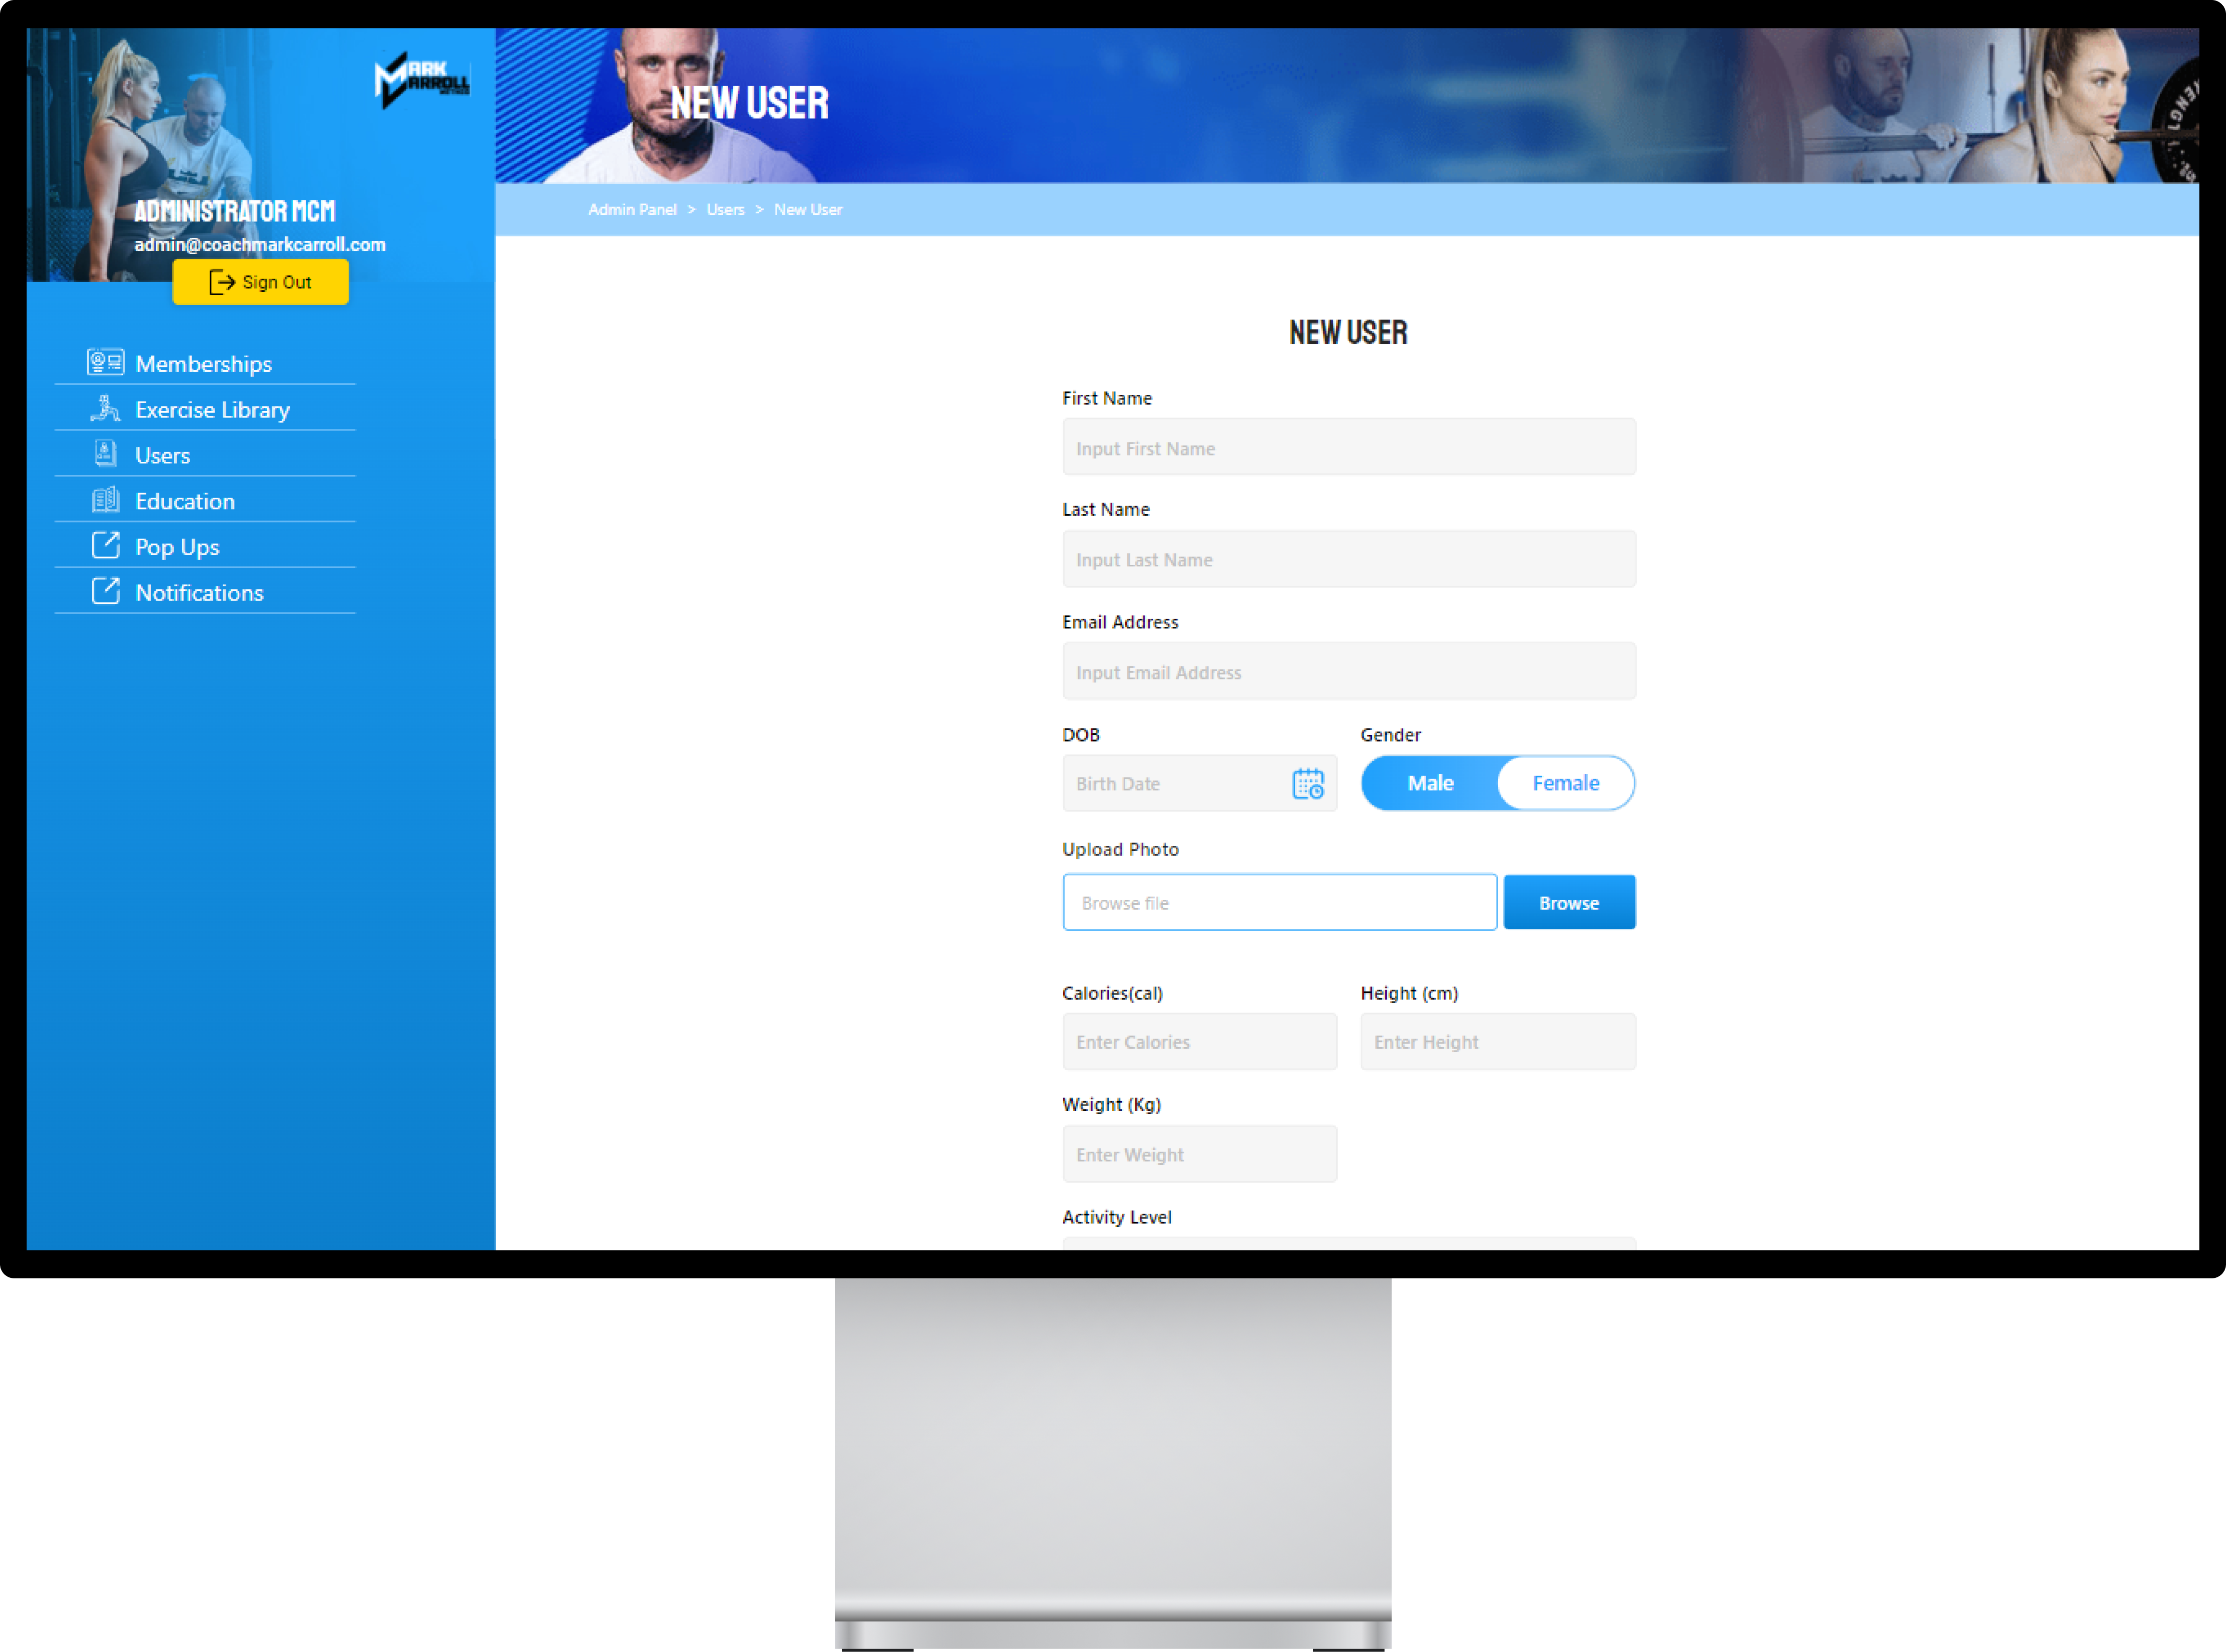 MARK
CARROLL
METHOD
ADMINISTRATOR MCM
admin@coachmarkcarroll.com
Sign Out
Memberships
Exercise Library
Users
Education
Pop Ups
Notifications
NEW USER
Admin Panel > Users > New User
NEW USER
First Name
Input First Name
Last Name
Input Last Name
Email Address
Input Email Address
DOB Gender
Birth Date Male Female
Upload Photo
Browse file Browse
Calories(cal) Height (cm)
Enter Calories Enter Height
Weight (Kg)
Enter Weight
Activity Level